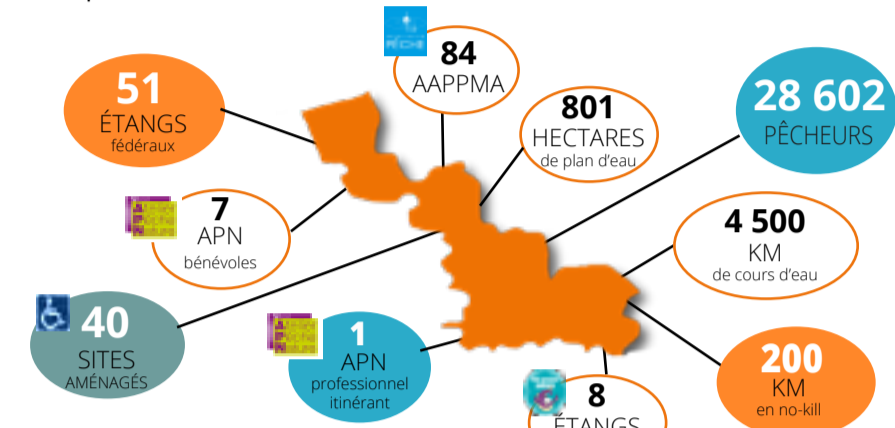 84
AAPPMA
51
ÉTANGS
fédéraux
801
HECTARES
de plan d'eau
28 602
PÊCHEURS
7
APN
bénévoles
4 500
KM
de cours d'eau
40
SITES
AMÉNAGÉS
1
APN
professionnel
itinérant
200
KM
en no-kill
8
ÉTANGS